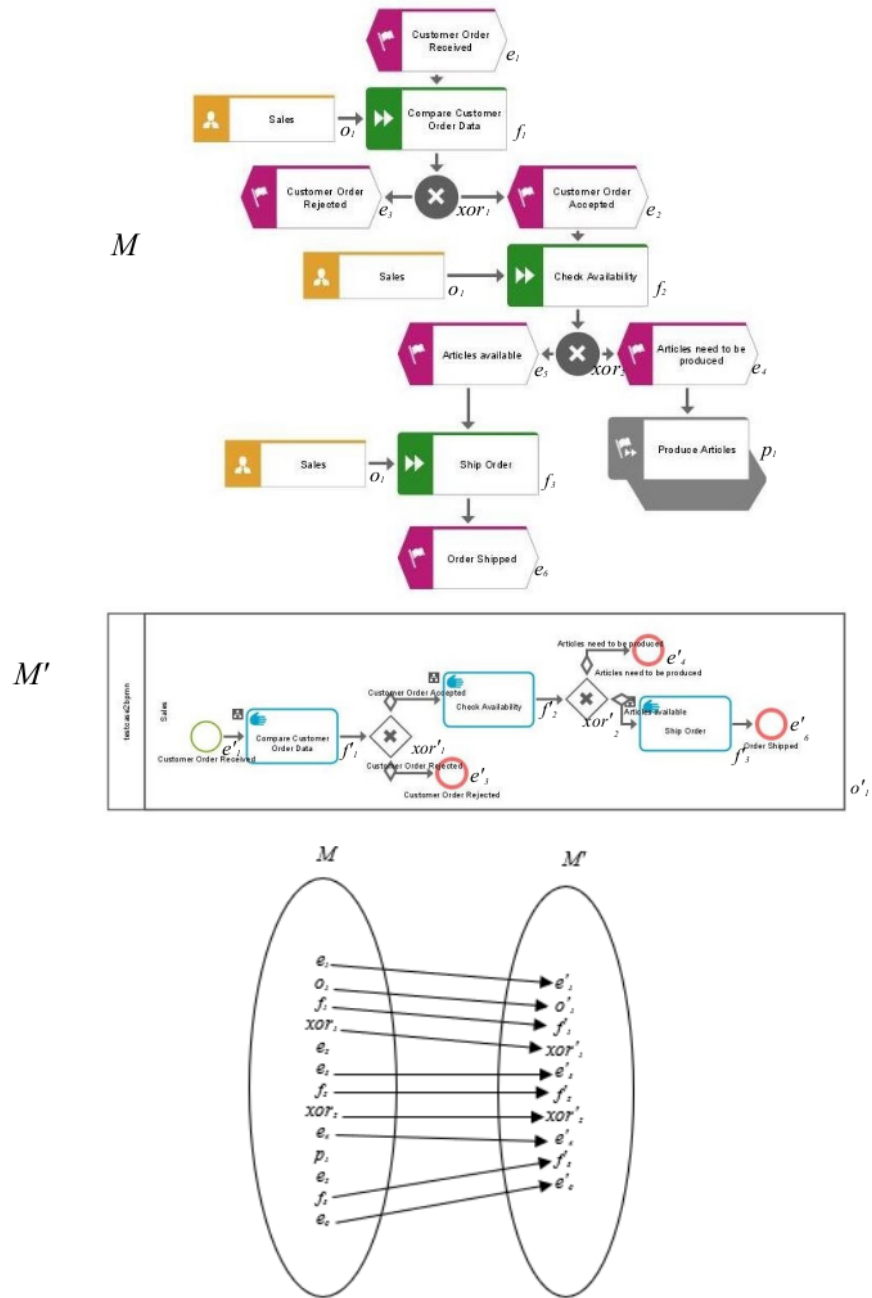 Customer Order
Received
e₁
Sales
o₁
Compare Customer
Order Data
f₁
Customer Order
Rejected
e₃
xor₁
Customer Order
Accepted
e₂
M
Sales
o₁
Check Availability
f₂
Articles available
e₅
xor₂
Articles need to be
produced
e₄
Sales
o₁
Ship Order
f₃
Produce Articles
p₁
Order Shipped
e₆
M'
testcase2bpmn
Sales
Customer Order Received
e'₁
Compare Customer
Order Data
f'₁
Customer Order Accepted
xor'₁
Customer Order Rejected
e'₃
Customer Order Rejected
Check Availability
f'₂
Articles need to be produced
e'₄
Articles need to be produced
xor'₂
Articles available
Ship Order
f'₃
e'₆
Order Shipped
o'₁
M M'
e₁ e'₁
o₁ o'₁
f₁ f'₁
xor₁ xor'₁
e₂
e₃ e'₃
f₂ f'₂
xor₂ xor'₂
e₄ e'₄
p₁
e₅
f₃ f'₃
e₆ e'₆